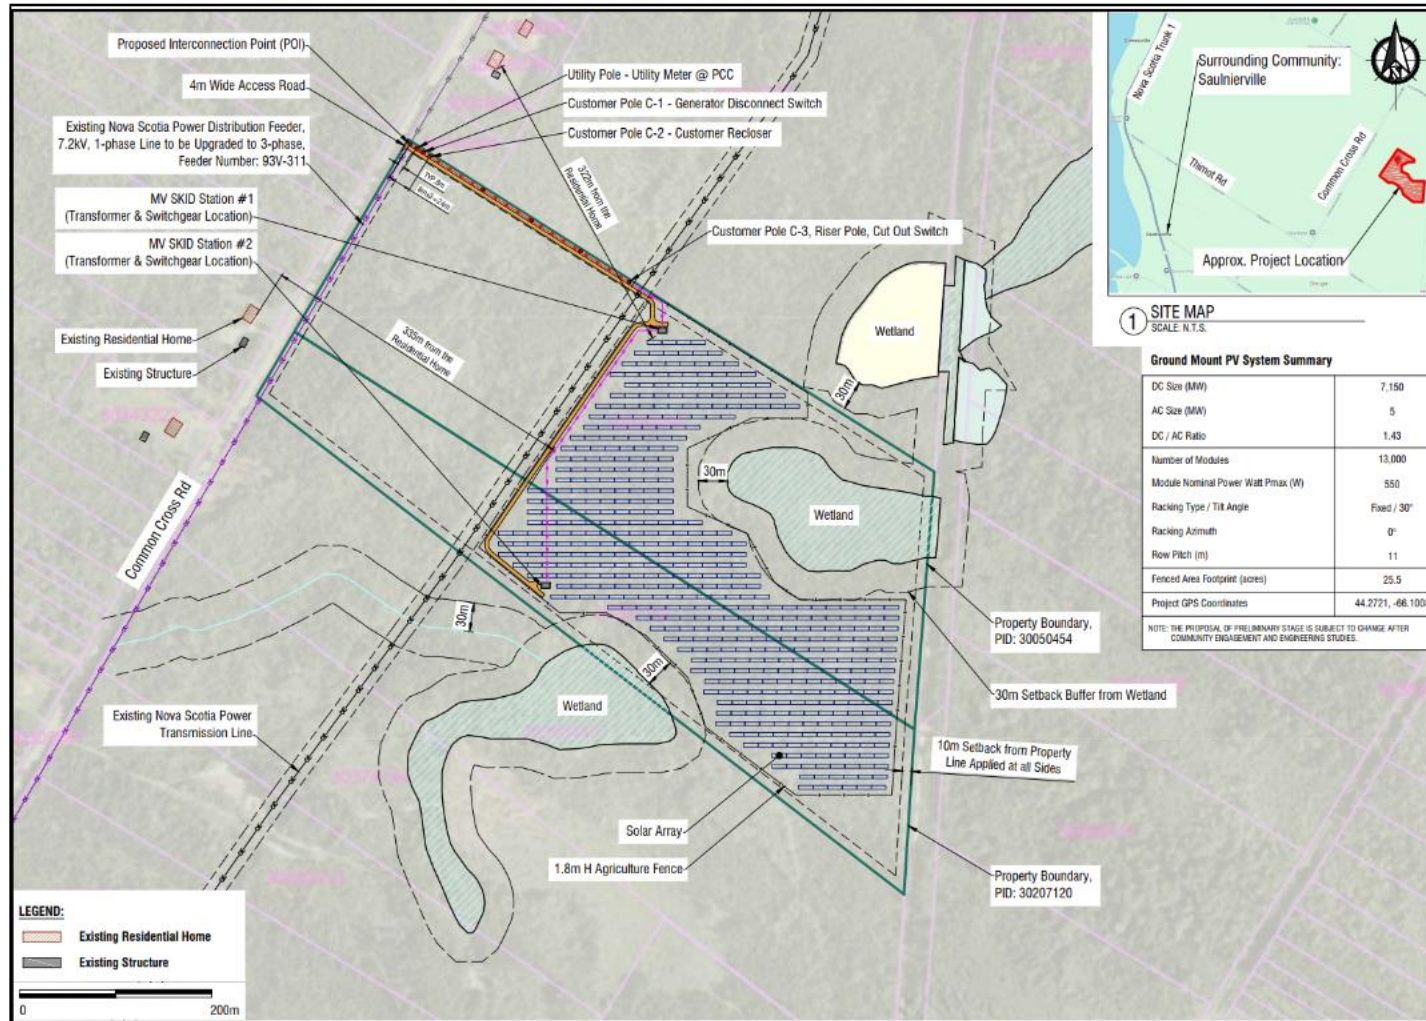 Proposed Interconnection Point (POI)
4m Wide Access Road
Existing Nova Scotia Power Distribution Feeder,
7.2kV, 1-phase Line to be Upgraded to 3-phase,
Feeder Number: 93V-311
MV SKID Station #1
(Transformer & Switchgear Location)
MV SKID Station #2
(Transformer & Switchgear Location)
Existing Residential Home
Existing Structure
Common Cross Rd
Existing Nova Scotia Power
Transmission Line
Utility Pole - Utility Meter @ PCC
Customer Pole C-1 - Generator Disconnect Switch
Customer Pole C-2 - Customer Recloser
322m from the
Residential Home
Customer Pole C-3, Riser Pole, Cut Out Switch
335m from the
Residential Home
Wetland
30m
30m
Wetland
30m
30m
Wetland
Property Boundary,
PID: 30050454
30m Setback Buffer from Wetland
10m Setback from Property
Line Applied at all Sides
Solar Array
1.8m H Agriculture Fence
Property Boundary,
PID: 30207120
LEGEND:
Existing Residential Home
Existing Structure
0
200m
Nova Scotia Trunk 1
Surrounding Community:
Saulnierville
Thimot Rd
Common Cross Rd
Approx. Project Location
1
SITE MAP
SCALE: N.T.S.
Ground Mount PV System Summary
DC Size (MW) 7,150
AC Size (MW) 5
DC / AC Ratio 1.43
Number of Modules 13,000
Module Nominal Power Watt Pmax (W) 550
Racking Type / Tilt Angle Fixed / 30°
Racking Azimuth 0°
Row Pitch (m) 11
Fenced Area Footprint (acres) 25.5
Project GPS Coordinates 44.2721, -66.100
NOTE: THE PROPOSAL OF PRELIMINARY STAGE IS SUBJECT TO CHANGE AFTER
COMMUNITY ENGAGEMENT AND ENGINEERING STUDIES.